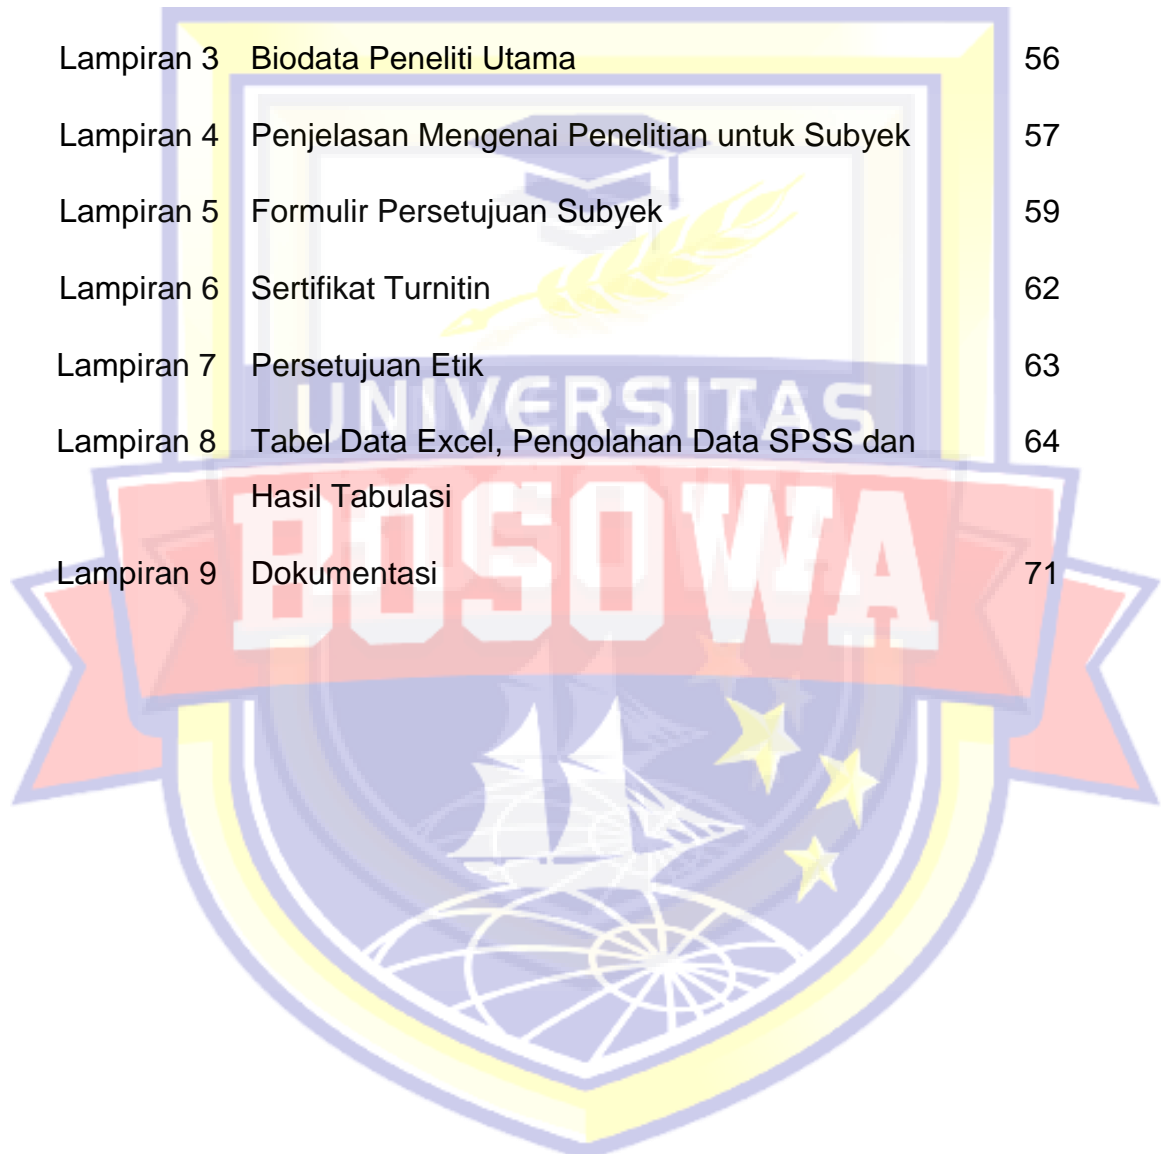 Lampiran 3 Biodata Peneliti Utama 56
Lampiran 4 Penjelasan Mengenai Penelitian untuk Subyek 57
Lampiran 5 Formulir Persetujuan Subyek 59
Lampiran 6 Sertifikat Turnitin 62
Lampiran 7 Persetujuan Etik 63
UNIVERSITAS
Lampiran 8 Tabel Data Excel, Pengolahan Data SPSS dan 64
Hasil Tabulasi
BOSOWA
Lampiran 9 Dokumentasi 71